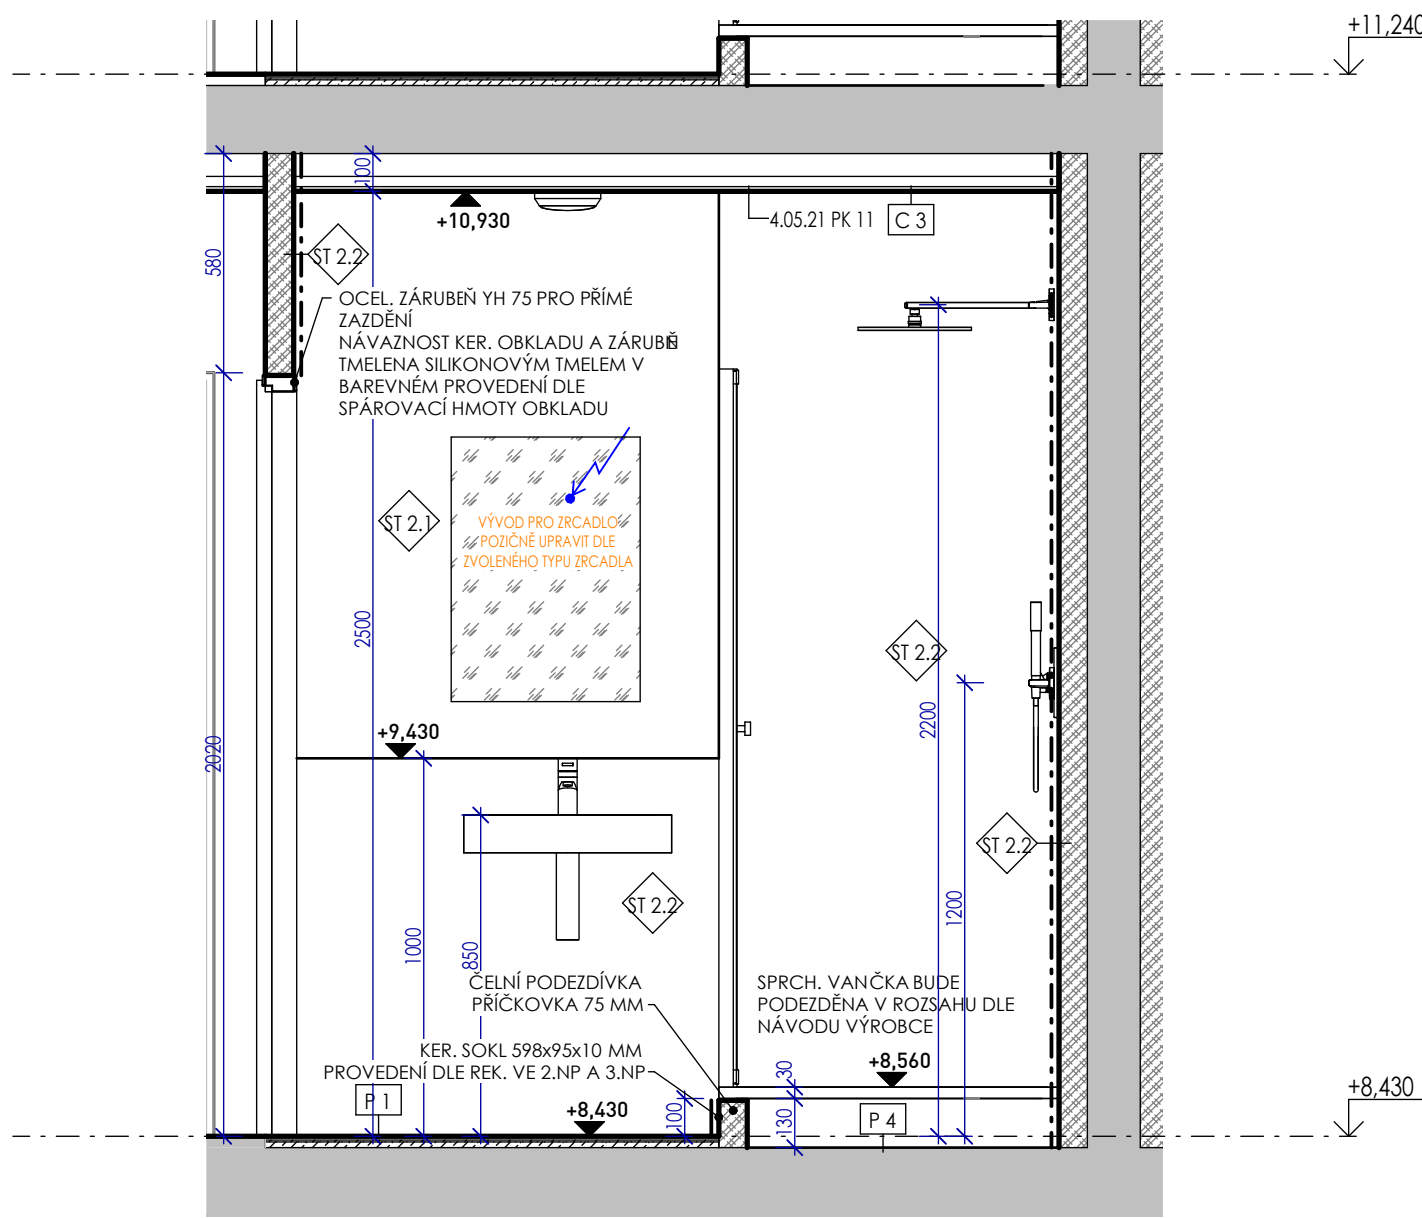 +11,240
100
+10,930
4.05.21 PK 11
C 3
580
ST 2.2
OCEL. ZÁRUBEŇ YH 75 PRO PŘÍMÉ
ZAZDĚNÍ
NÁVAZNOST KER. OBKLADU A ZÁRUBNĚ
TMELENA SILIKONOVÝM TMELEM V
BAREVNÉM PROVEDENÍ DLE
SPÁROVACÍ HMOTY OBKLADU
ST 2.1
VÝVOD PRO ZRCADLO
POZIČNĚ UPRAVIT DLE
ZVOLENÉHO TYPU ZRCADLA
2500
ST 2.2
2200
2020
+9,430
ST 2.2
ST 2.2
1200
1000
850
ČELNÍ PODEZDÍVKA
PŘÍČKOVKA 75 MM
SPRCH. VANČKA BUDE
PODEZDĚNA V ROZSAHU DLE
NÁVODU VÝROBCE
KER. SOKL 598x95x10 MM
PROVEDENÍ DLE REK. VE 2.NP A 3.NP
+8,560
30
+8,430
P 1
+8,430
100
130
P 4